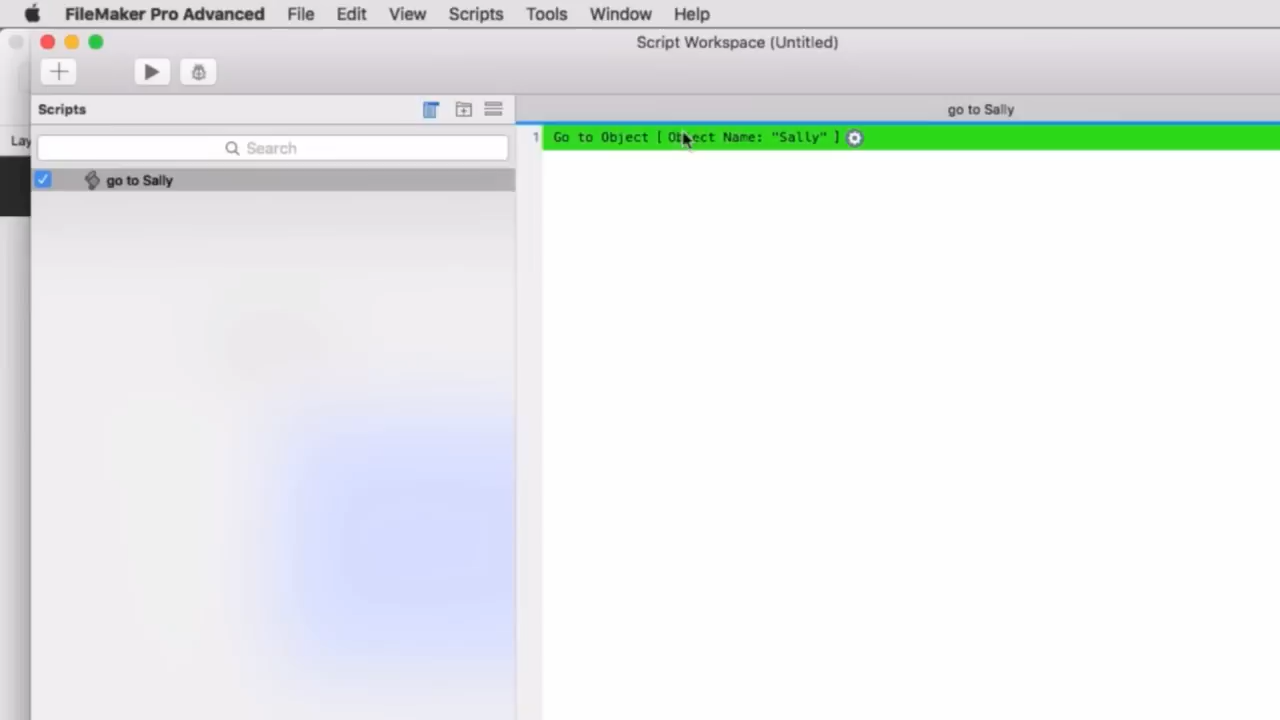 FileMaker Pro Advanced File Edit View Scripts Tools Window Help
Script Workspace (Untitled)
Scripts
go to Sally
Lay
Search
1 Go to Object [ Object Name: "Sally" ]
go to Sally